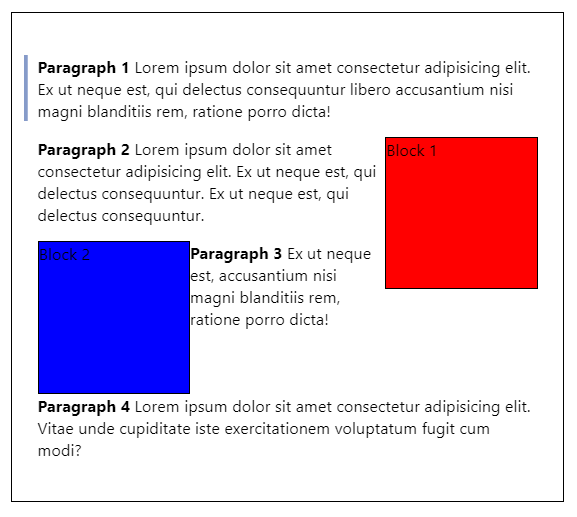 Paragraph 1 Lorem ipsum dolor sit amet consectetur adipisicing elit.
Ex ut neque est, qui delectus consequuntur libero accusantium nisi
magni blanditiis rem, ratione porro dicta!
Paragraph 2 Lorem ipsum dolor sit amet
consectetur adipisicing elit. Ex ut neque est, qui
delectus consequuntur. Ex ut neque est, qui
delectus consequuntur.
Block 1
Block 2
Paragraph 3 Ex ut neque
est, accusantium nisi
magni blanditiis rem,
ratione porro dicta!
Paragraph 4 Lorem ipsum dolor sit amet consectetur adipisicing elit.
Vitae unde cupiditate iste exercitationem voluptatum fugit cum
modi?